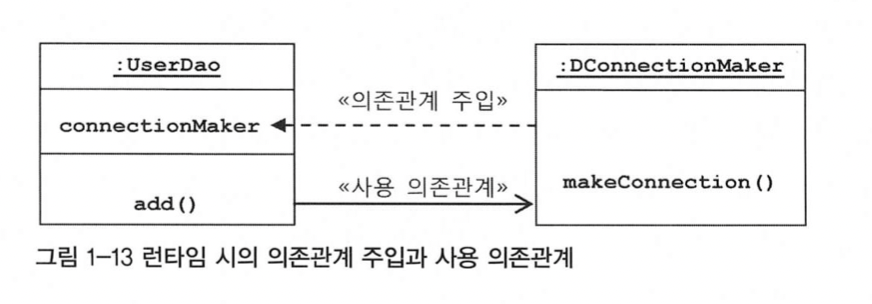 :UserDao
connectionMaker
add()
«의존관계 주입»
«사용 의존관계»
:DConnectionMaker
makeConnection()
그림 1-13 런타임 시의 의존관계 주입과 사용 의존관계